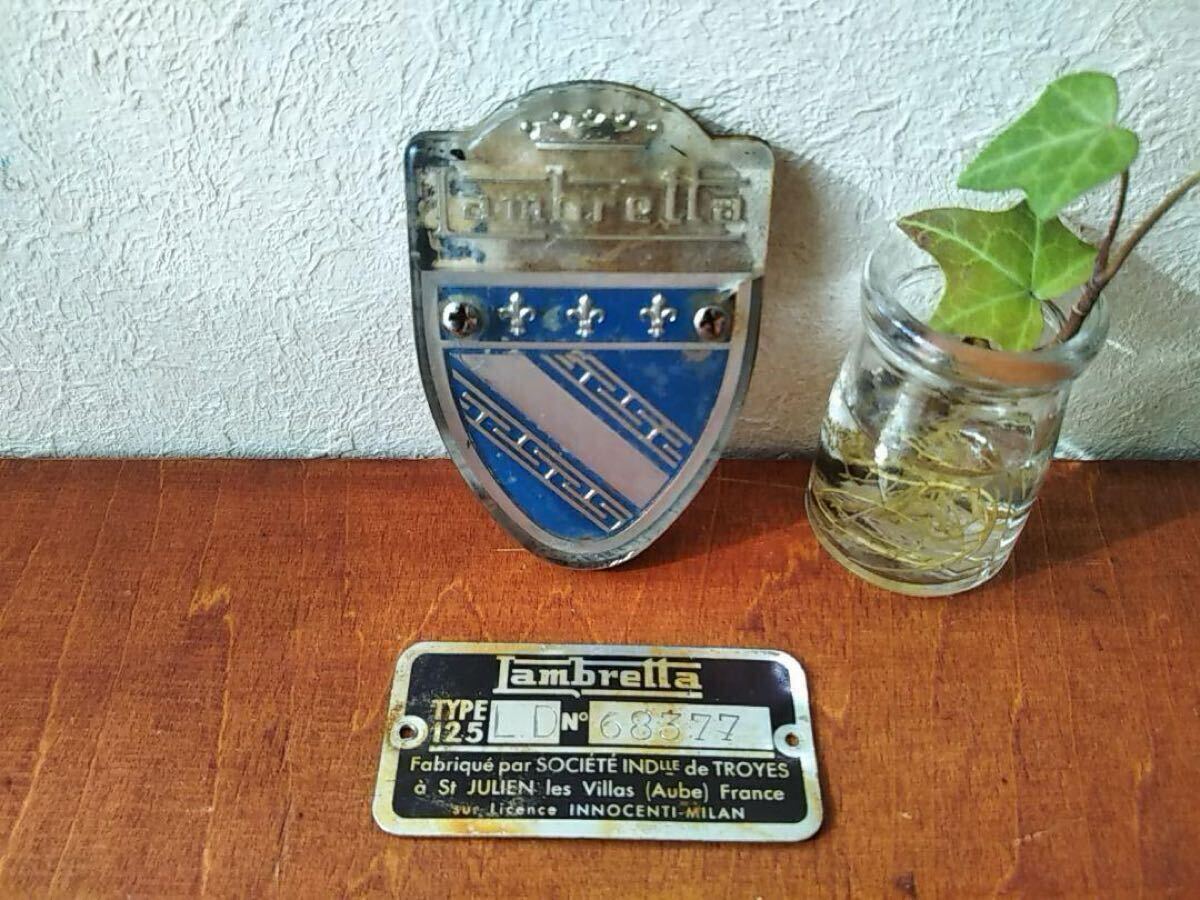 Lambretta
Lambretta
TYPE 125 L.D N° 68377
Fabriqué par SOCIÉTÉ INDLLE de TROYES
à St JULIEN les Villas (Aube) France
sur Licence INNOCENTI-MILAN